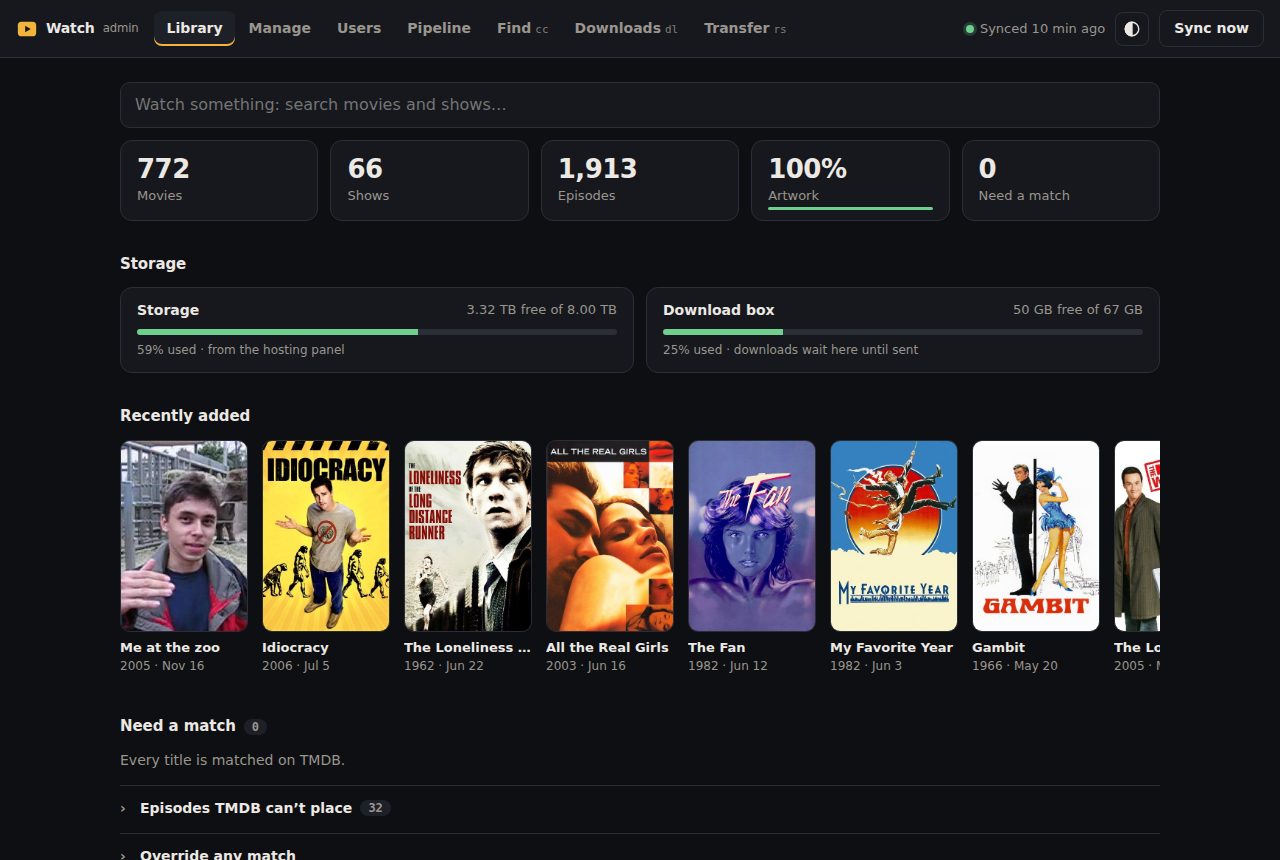 Watch admin Library Manage Users Pipeline Find cc Downloads dl Transfer rs Synced 10 min ago Sync now
Watch something: search movies and shows…
772 66 1,913 100% 0
Movies Shows Episodes Artwork Need a match
Storage
Storage 3.32 TB free of 8.00 TB Download box 50 GB free of 67 GB
59% used · from the hosting panel 25% used · downloads wait here until sent
Recently added
IDIOCRACY
THE
LONELINESS
OF THE
LONG
DISTANCE
RUNNER
ALL THE REAL GIRLS
The Fan
MY FAVORITE YEAR
GAMBIT
Me at the zoo Idiocracy The Loneliness … All the Real Girls The Fan My Favorite Year Gambit The Lo
2005 · Nov 16 2006 · Jul 5 1962 · Jun 22 2003 · Jun 16 1982 · Jun 12 1982 · Jun 3 1966 · May 20 2005 ·
Need a match 0
Every title is matched on TMDB.
› Episodes TMDB can’t place 32
› Override any match